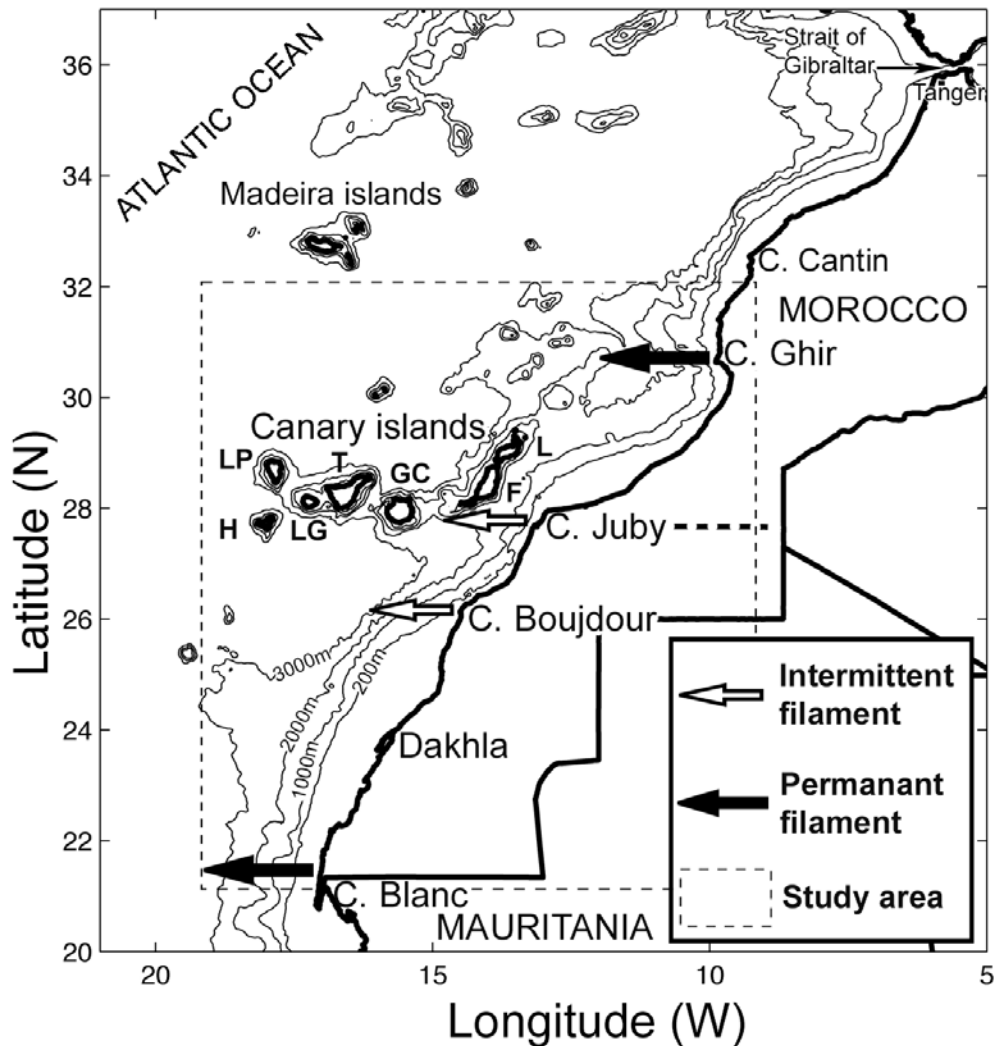 36
34
32
30
28
26
24
22
20
Latitude (N)
20
15
10
5
Longitude (W)
ATLANTIC OCEAN
Strait of
Gibraltar
Tanger
Madeira islands
C. Cantin
MOROCCO
C. Ghir
Canary islands
LP
T
GC
L
F
H
LG
C. Juby
C. Boujdour
3000m
2000m
1000m
200m
Dakhla
C. Blanc
MAURITANIA
Intermittent
filament
Permanant
filament
Study area